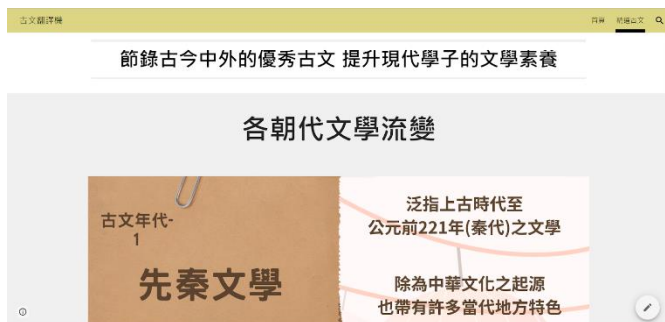 古文翻譯機
首頁 精選古文
節錄古今中外的優秀古文 提升現代學子的文學素養
各朝代文學流變
古文年代-
1
先秦文學
泛指上古時代至
公元前221年(秦代)之文學
除為中華文化之起源
也帶有許多當代地方特色